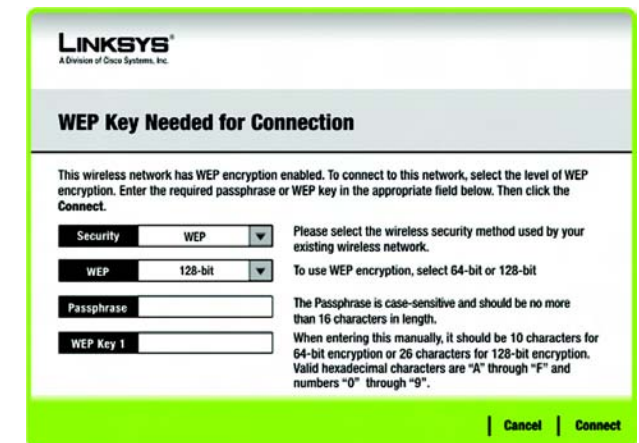 LINKSYS®
A Division of Cisco Systems, Inc.
WEP Key Needed for Connection
This wireless network has WEP encryption enabled. To connect to this network, select the level of WEP
encryption. Enter the required passphrase or WEP key in the appropriate field below. Then click the
Connect.
Security WEP
Please select the wireless security method used by your
existing wireless network.
WEP 128-bit
To use WEP encryption, select 64-bit or 128-bit
Passphrase
The Passphrase is case-sensitive and should be no more
than 16 characters in length.
WEP Key 1
When entering this manually, it should be 10 characters for
64-bit encryption or 26 characters for 128-bit encryption.
Valid hexadecimal characters are “A” through “F” and
numbers “0” through “9”.
Cancel Connect